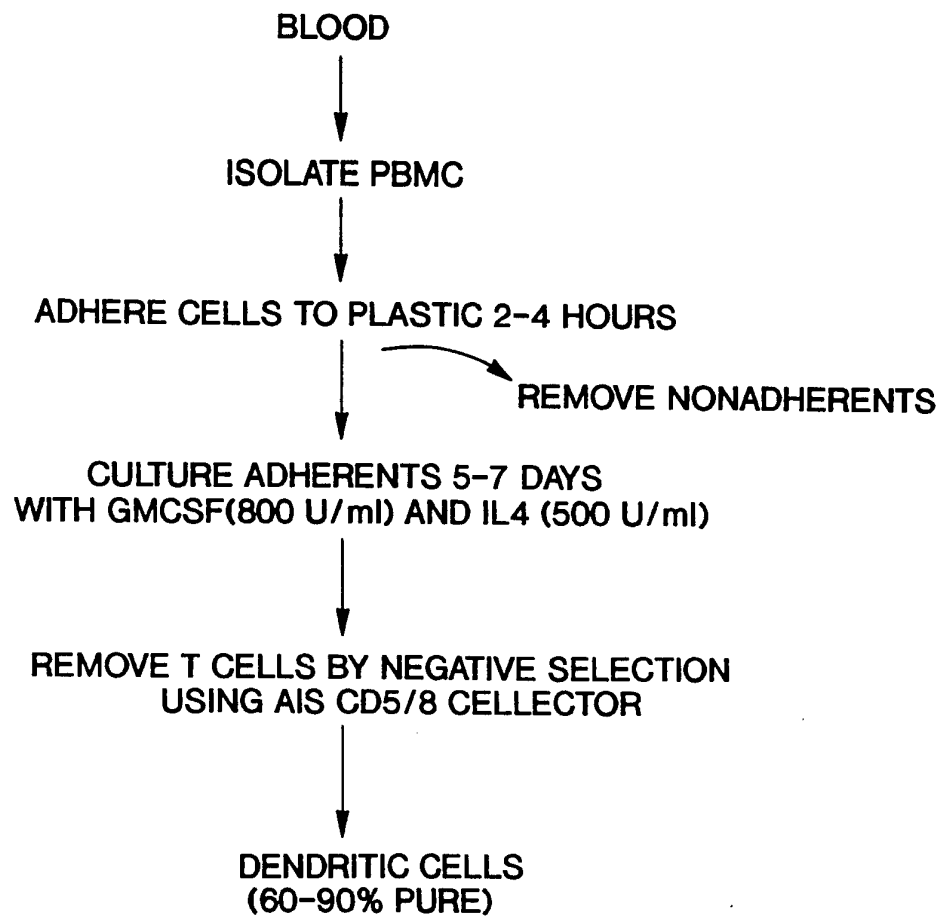 BLOOD
ISOLATE PBMC
ADHERE CELLS TO PLASTIC 2-4 HOURS
REMOVE NONADHERENTS
CULTURE ADHERENTS 5-7 DAYS
WITH GMCSF(800 U/ml) AND IL4 (500 U/ml)
REMOVE T CELLS BY NEGATIVE SELECTION
USING AIS CD5/8 CELLECTOR
DENDRITIC CELLS
(60-90% PURE)